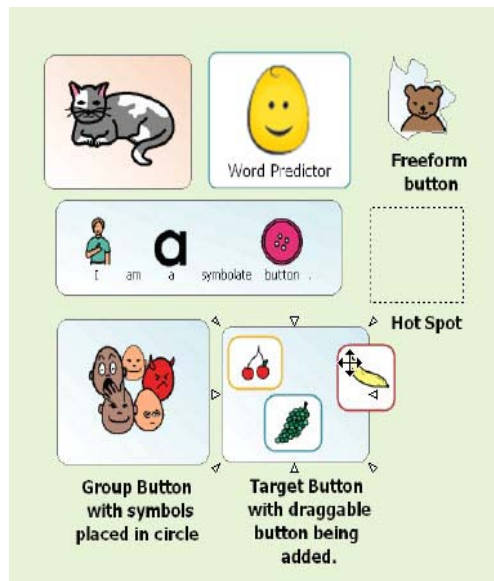 Word Predictor
Freeform
button
a
I am a symbolate button .
Hot Spot
Group Button
with symbols
placed in circle
Target Button
with draggable
button being
added.